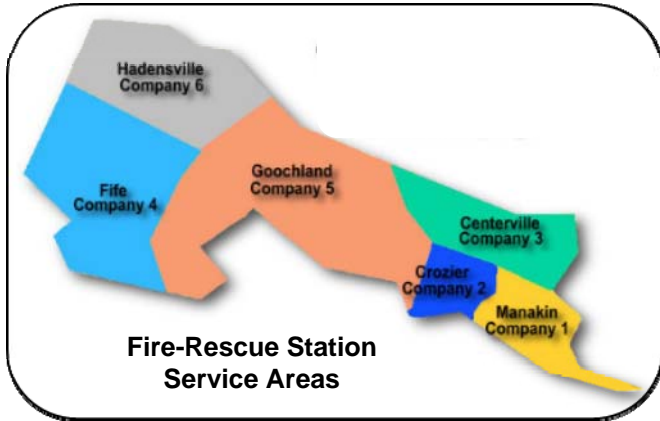 Hadensville
Company 6
Goochland
Company 5
Fife
Company 4
Centerville
Company 3
Crozier
Company 2
Manakin
Company 1
Fire-Rescue Station
Service Areas